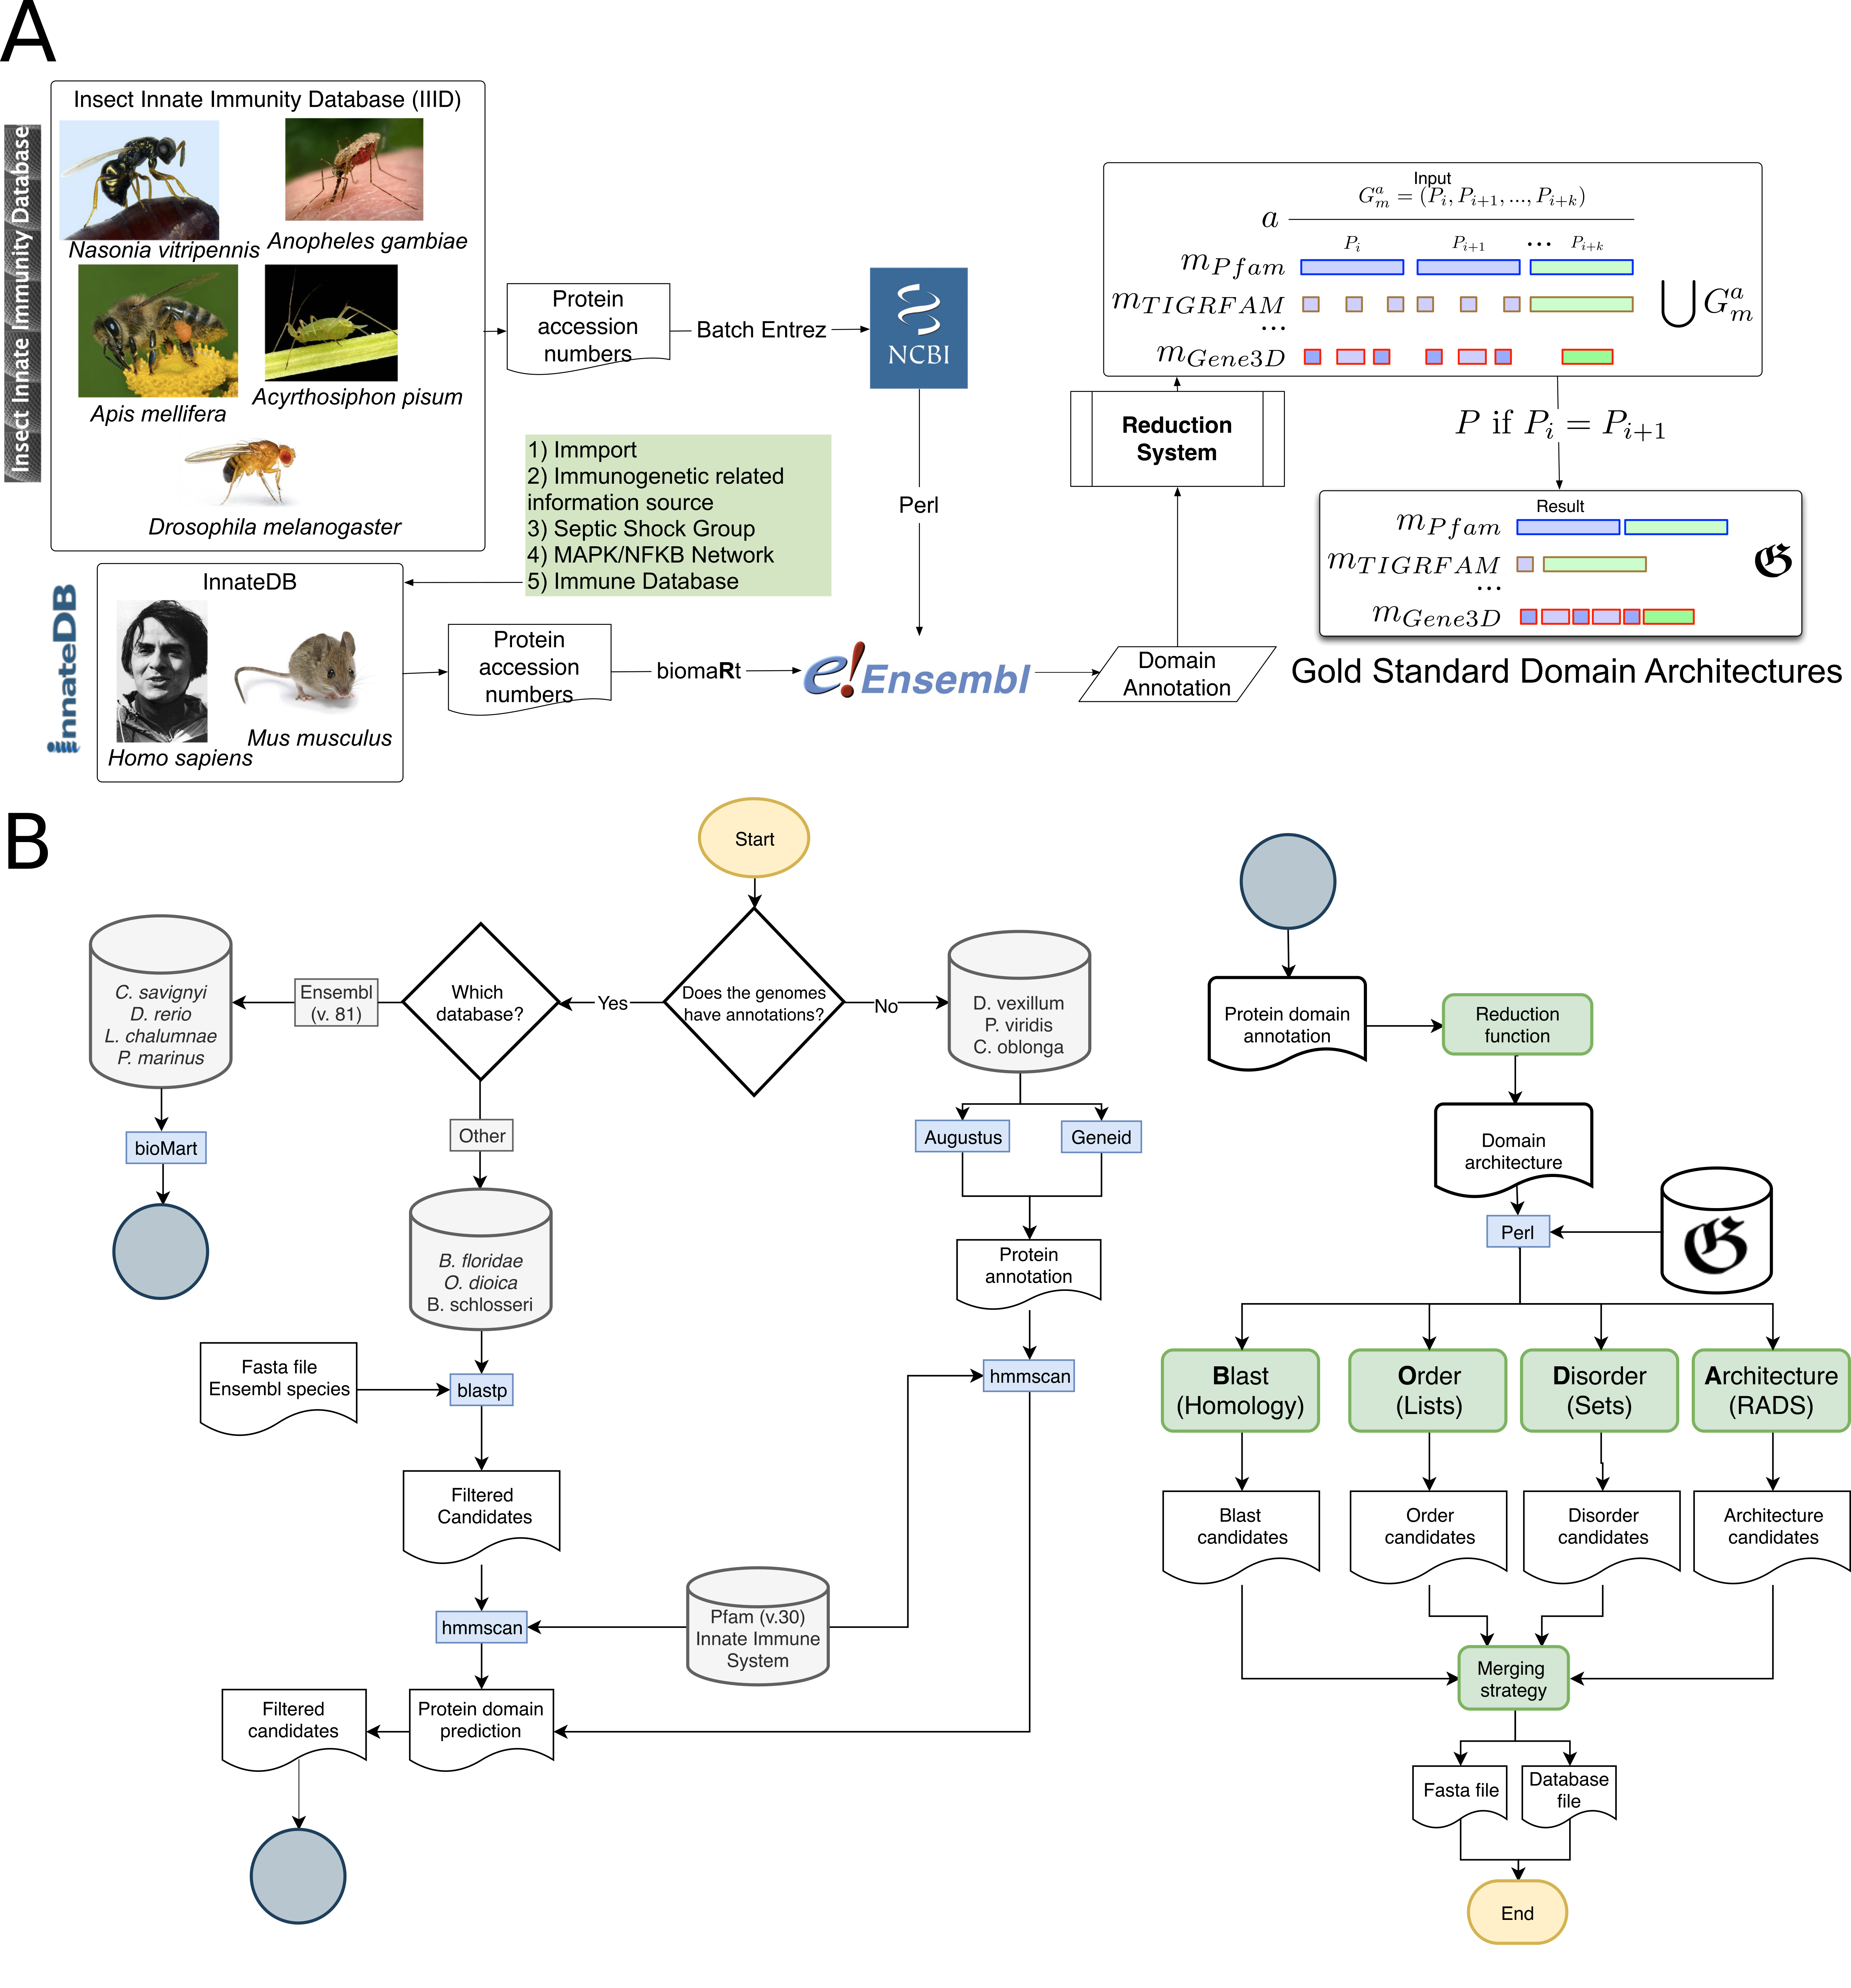 A
Insect Innate Immunity Database
Insect Innate Immunity Database (IIID)
Nasonia vitripennis
Anopheles gambiae
Apis mellifera
Acyrthosiphon pisum
Drosophila melanogaster
Protein
accession
numbers
Batch Entrez
NCBI
Perl
1) Immport
2) Immunogenetic related
information source
3) Septic Shock Group
4) MAPK/NFKB Network
5) Immune Database
innateDB
InnateDB
Homo sapiens
Mus musculus
Protein
accession
numbers
biomaRt
e!Ensembl
Domain
Annotation
Reduction
System
Input
G_m^a = (P_i, P_{i+1}, ..., P_{i+k})
a
P_i P_{i+1} ... P_{i+k}
m_{Pfam}
m_{TIGRFAM}
...
m_{Gene3D}
⋃ G_m^a
P if P_i = P_{i+1}
Result
m_{Pfam}
m_{TIGRFAM}
...
m_{Gene3D}
𝕲
Gold Standard Domain Architectures
B
Start
Does the genomes
have annotations?
Yes
No
Which
database?
Ensembl
(v. 81)
C. savignyi
D. rerio
L. chalumnae
P. marinus
bioMart
Other
B. floridae
O. dioica
B. schlosseri
Fasta file
Ensembl species
blastp
Filtered
Candidates
hmmscan
Pfam (v.30)
Innate Immune
System
Protein domain
prediction
Filtered
candidates
D. vexillum
P. viridis
C. oblonga
Augustus
Geneid
Protein
annotation
hmmscan
Protein domain
annotation
Reduction
function
Domain
architecture
Perl
𝕲
Blast
(Homology)
Order
(Lists)
Disorder
(Sets)
Architecture
(RADS)
Blast
candidates
Order
candidates
Disorder
candidates
Architecture
candidates
Merging
strategy
Fasta file
Database
file
End